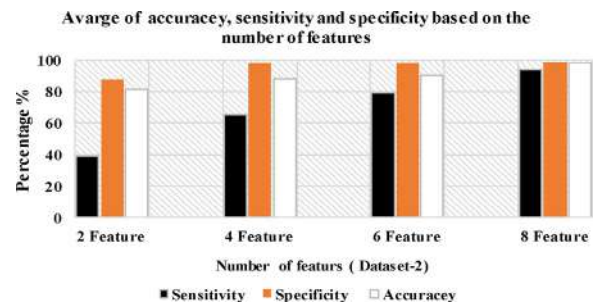 Avarge of accuracey, sensitivity and specificity based on the
number of features
100
80
60
40
20
0
Percentage %
2 Feature 4 Feature 6 Feature 8 Feature
Number of featurs ( Dataset-2)
Sensitivity Specificity Accuracey